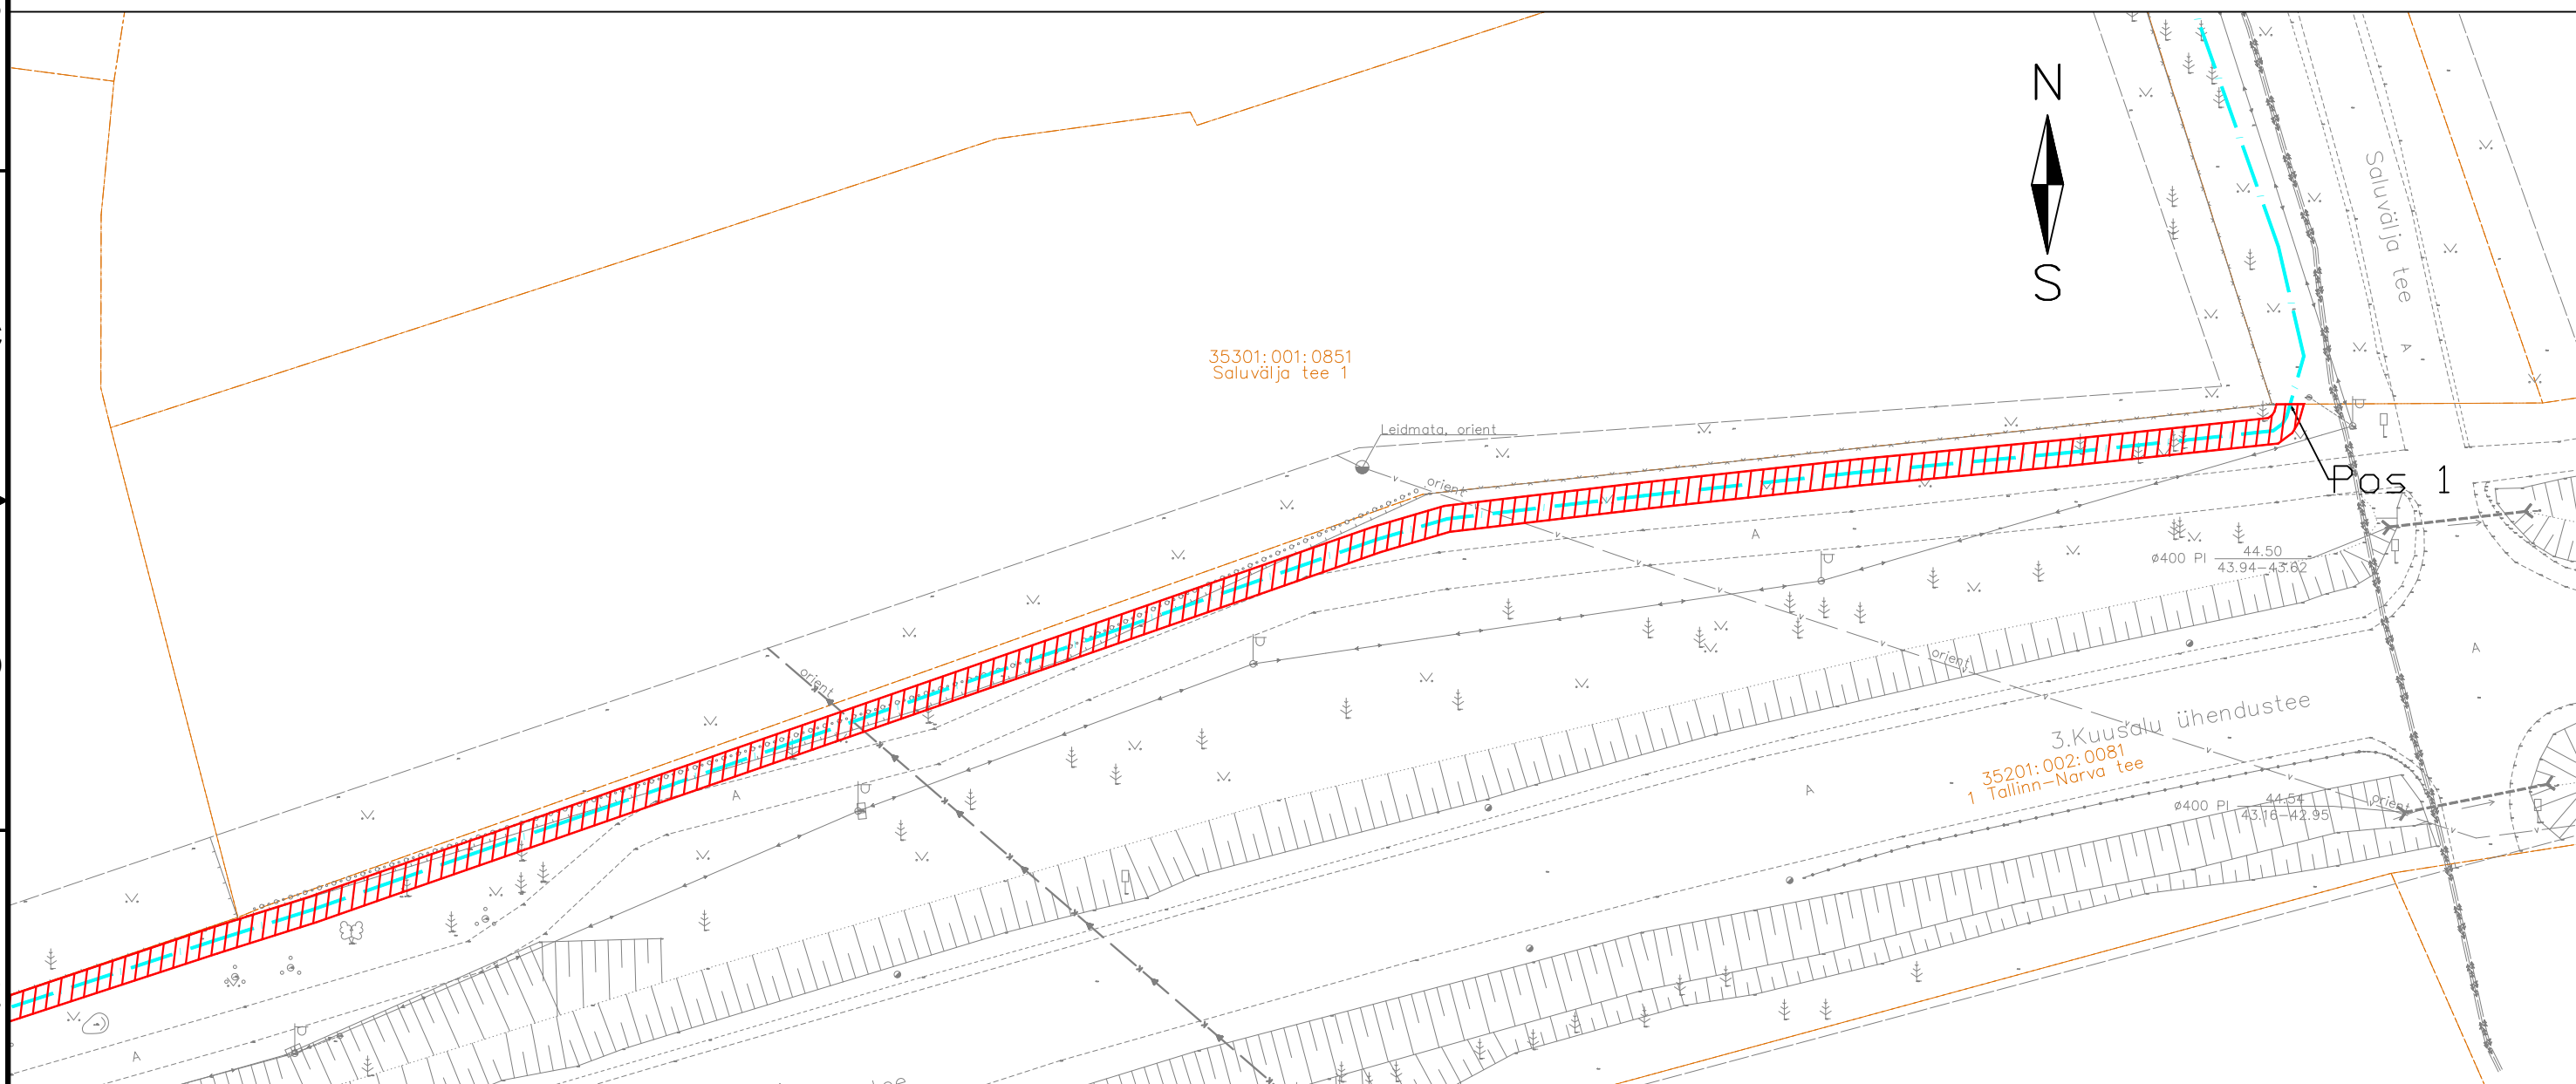 N
S
Saluvälja tee
A
35301:001:0851
Saluvälja tee 1
Leidmata, orient
orient
Pos 1
A
ø400 PI 44.50
43.94-43.62
orient
orient
A
3.Kuusalu ühendustee
35201:002:0081
1 Tallinn-Narva tee
A
A
ø400 PI 44.54
43.16-42.95
orient
A